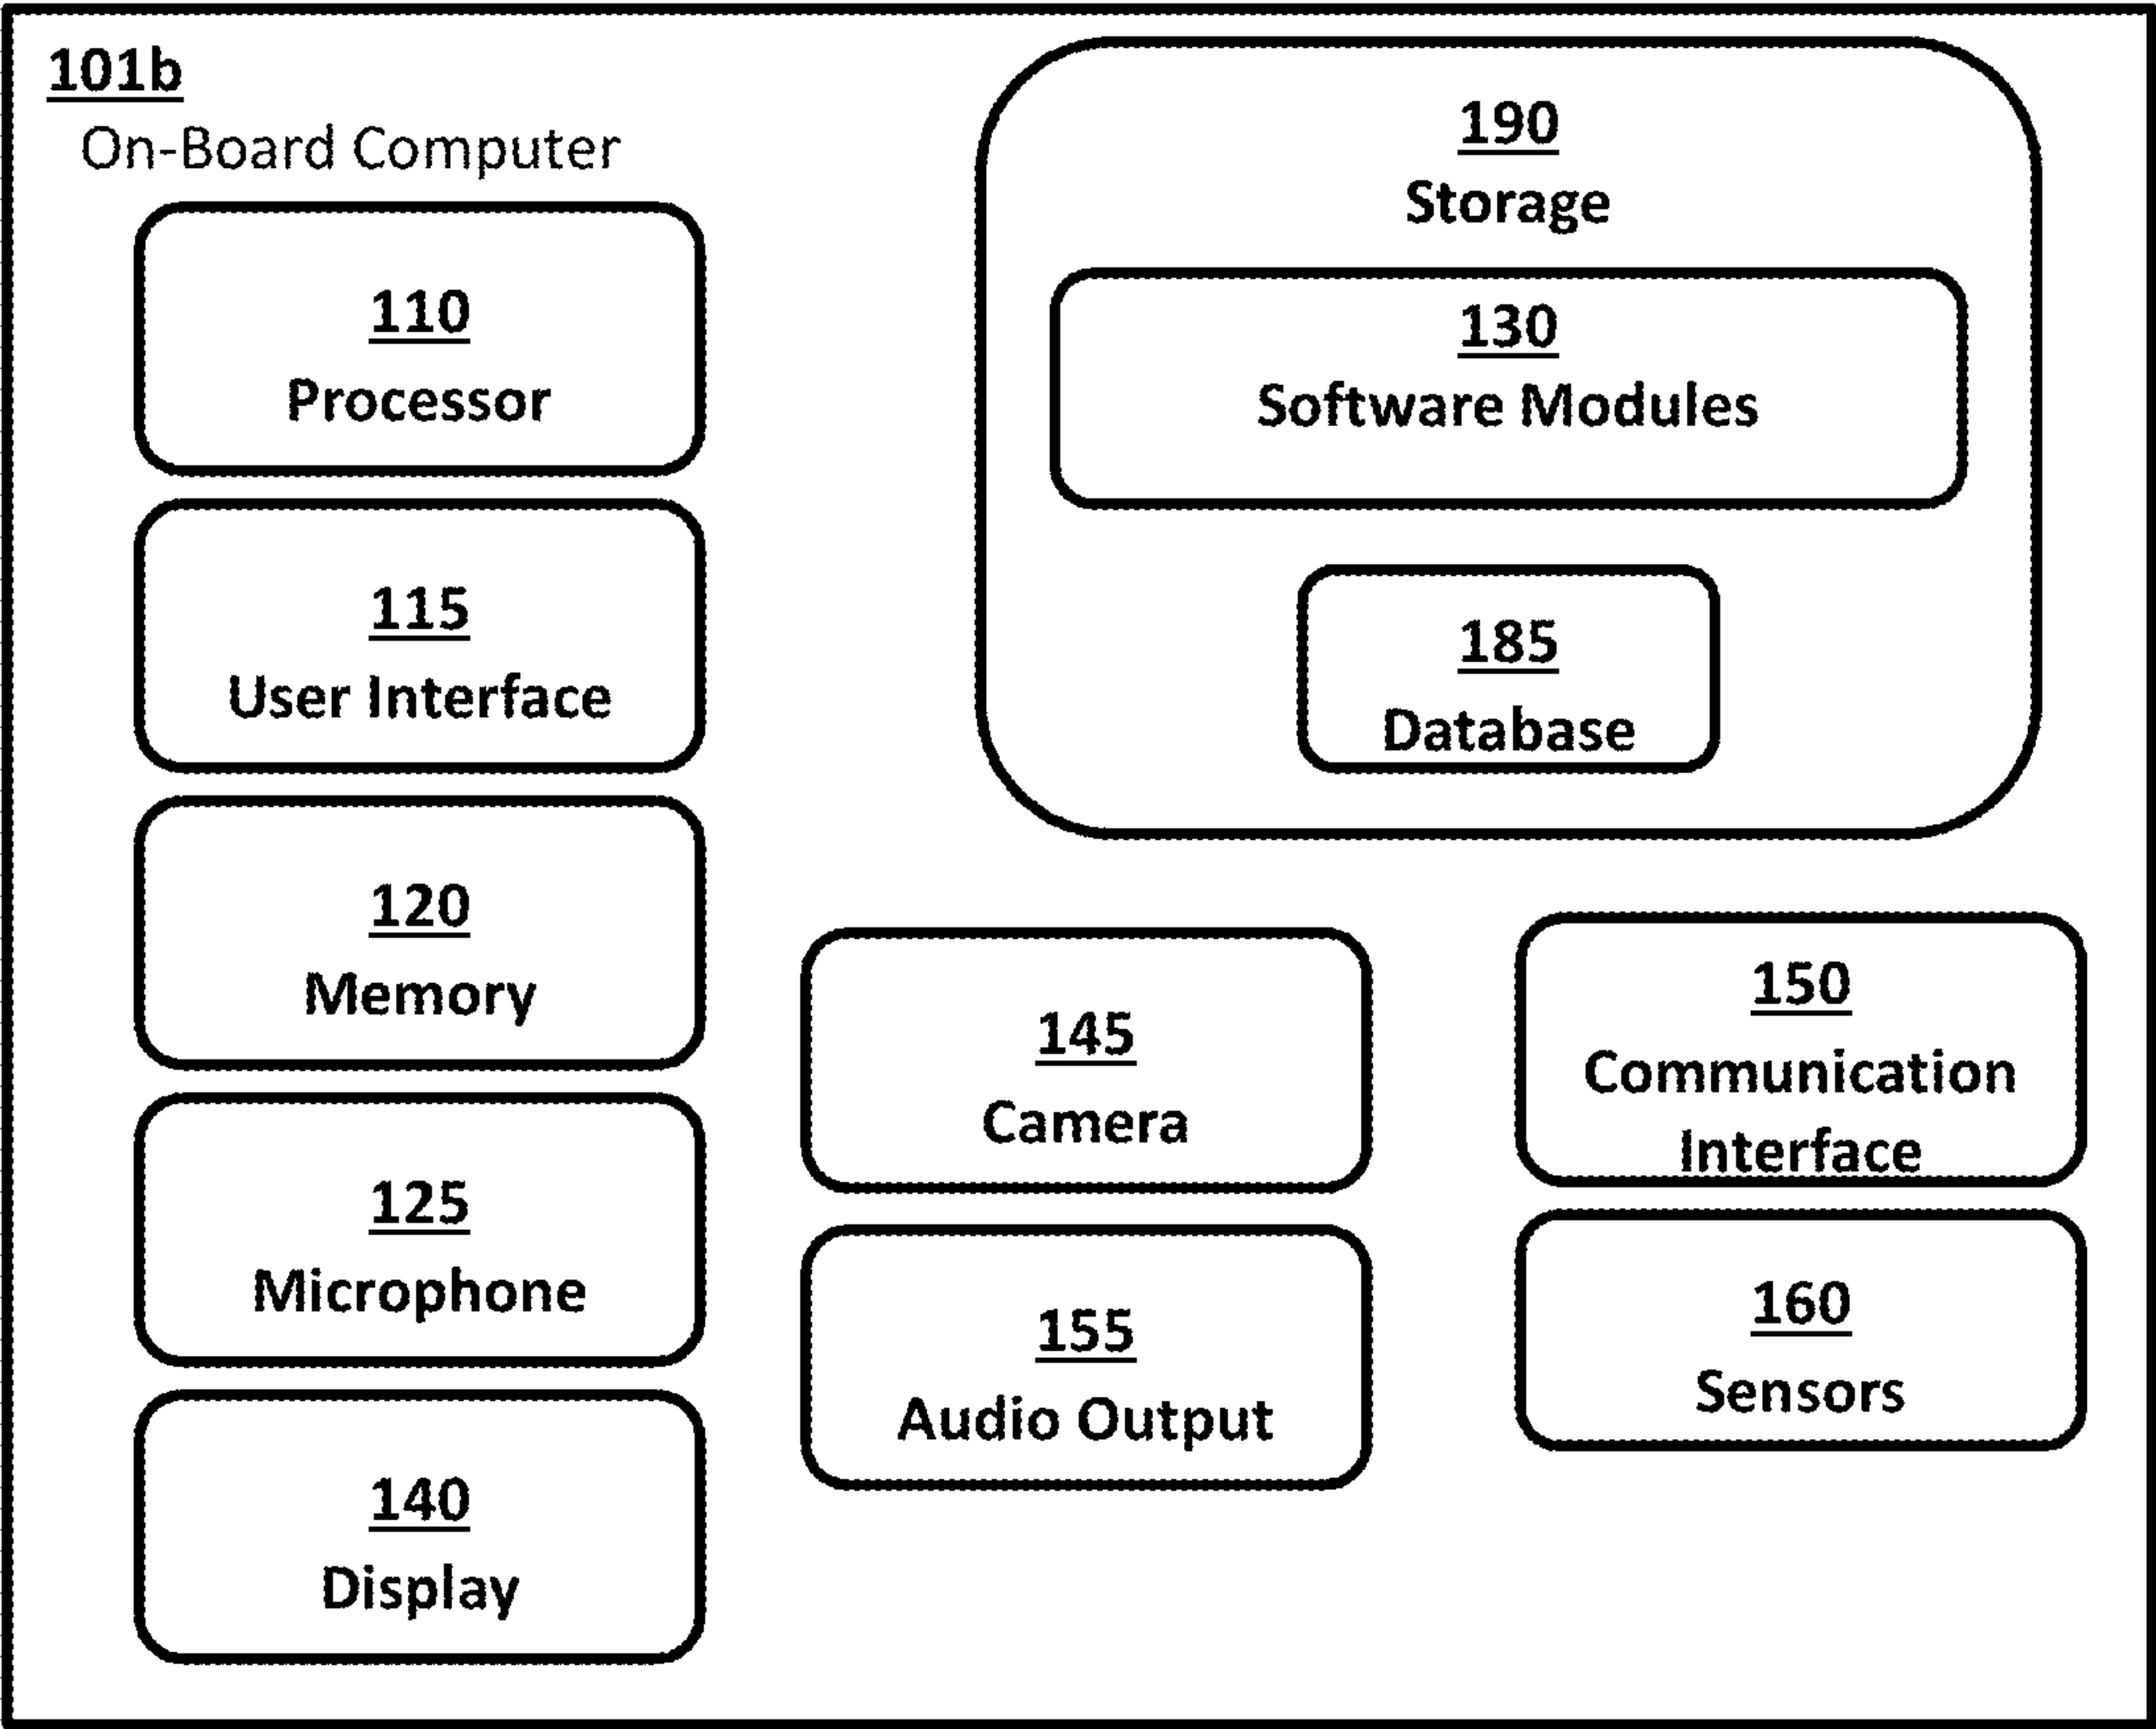 101b
On-Board Computer
110
Processor
115
User Interface
120
Memory
125
Microphone
140
Display
190
Storage
130
Software Modules
185
Database
145
Camera
155
Audio Output
150
Communication
Interface
160
Sensors